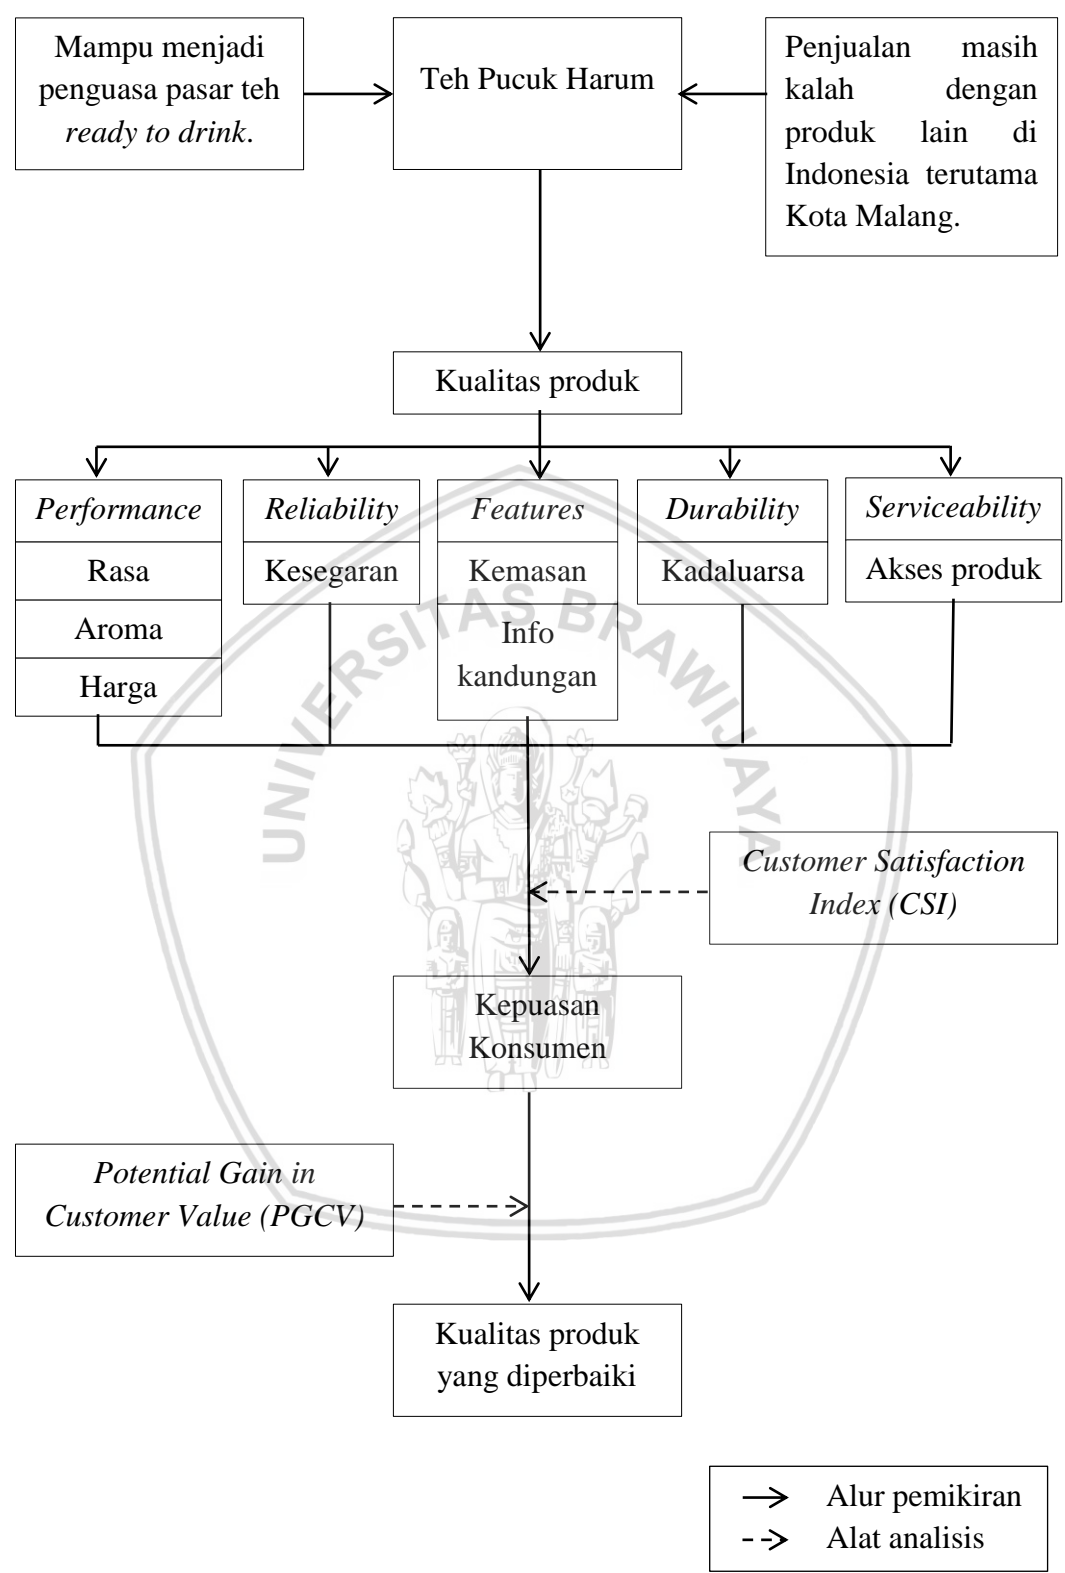 Mampu menjadi
penguasa pasar teh
ready to drink.
Teh Pucuk Harum
Penjualan masih
kalah dengan
produk lain di
Indonesia terutama
Kota Malang.
Kualitas produk
Performance
Rasa
Aroma
Harga
Reliability
Kesegaran
Features
Kemasan
Info
kandungan
Durability
Kadaluarsa
Serviceability
Akses produk
UNIVERSITAS BRAWIJAYA
Customer Satisfaction
Index (CSI)
Kepuasan
Konsumen
Potential Gain in
Customer Value (PGCV)
Kualitas produk
yang diperbaiki
Alur pemikiran
Alat analisis